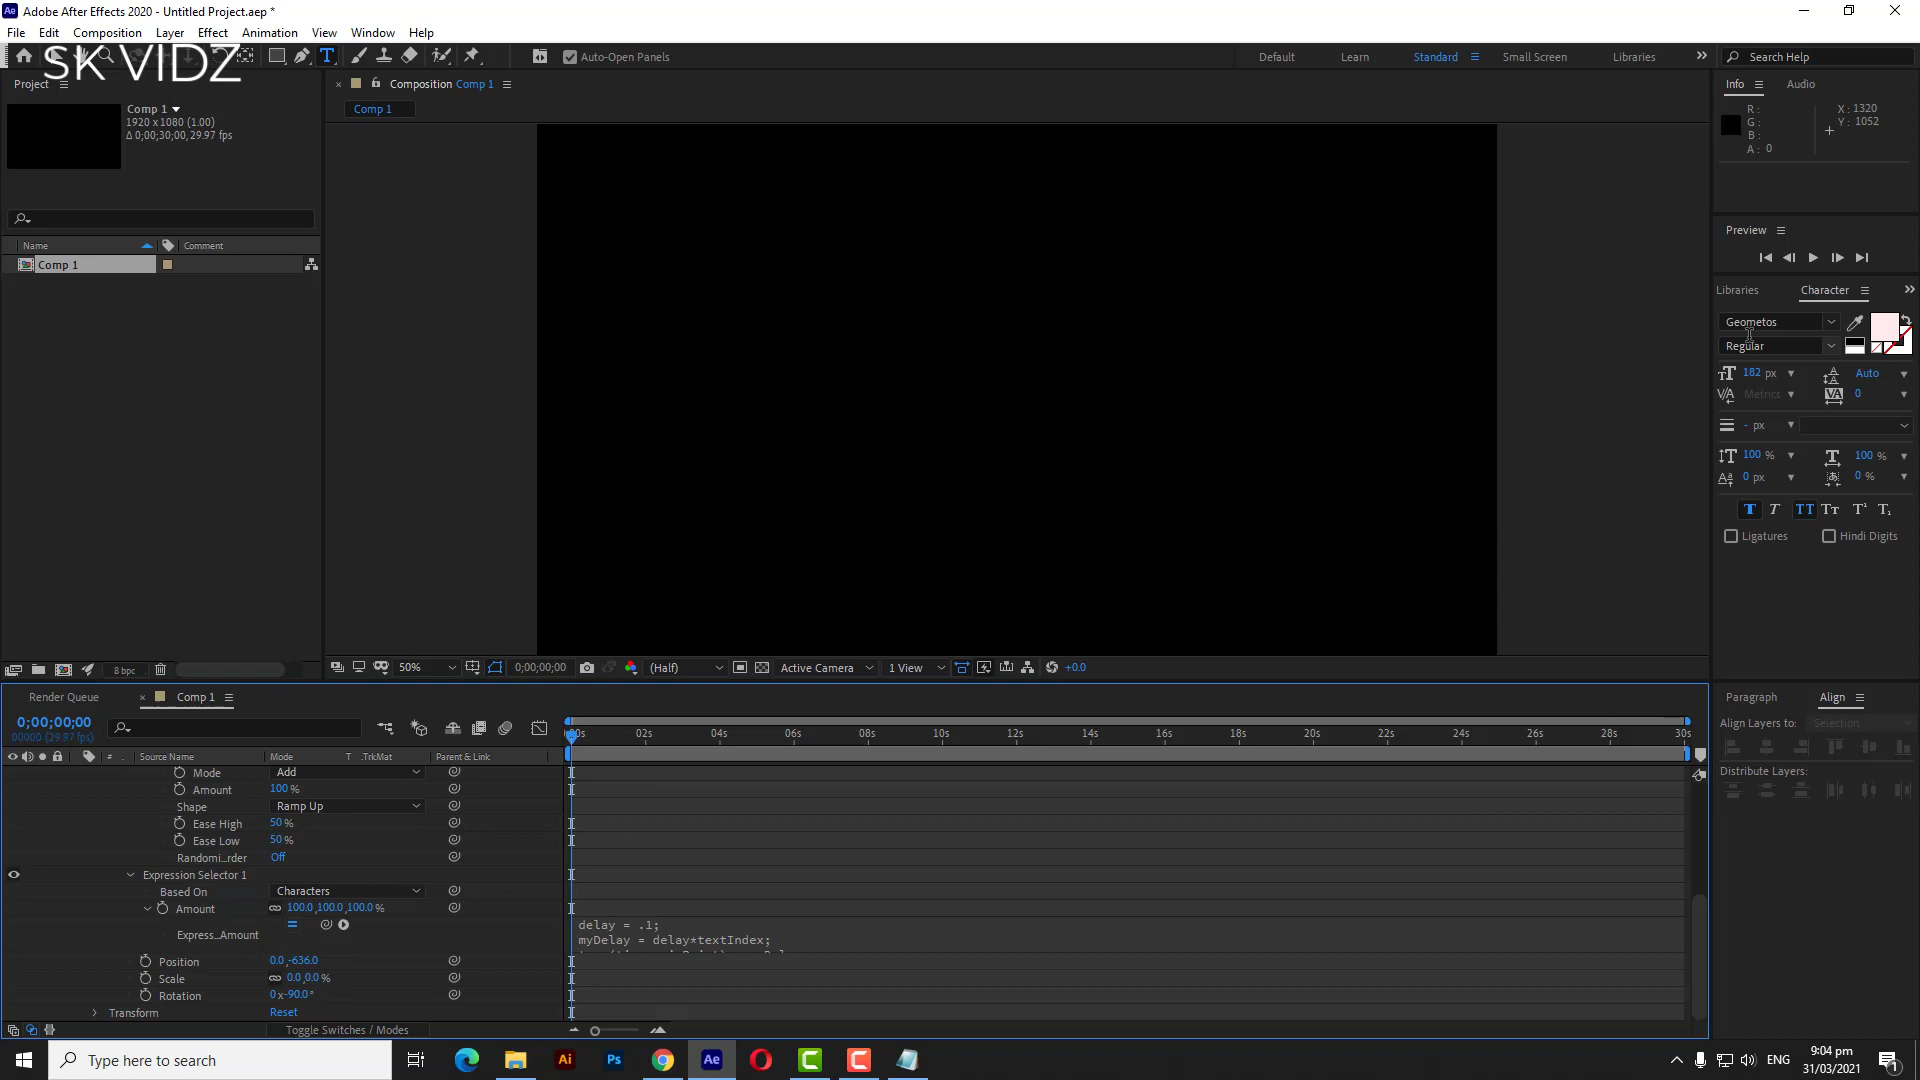 Adobe After Effects 2020 - Untitled Project.aep *
File Edit Composition Layer Effect Animation View Window Help
SK VIDZ
Auto-Open Panels
Default Learn Standard Small Screen Libraries
Search Help
Project
Comp 1
1920 x 1080 (1.00)
Δ 0;00;30;00, 29.97 fps
Name Comment
Comp 1
8 bpc
Composition Comp 1
Comp 1
50% 0;00;00;00 (Half) Active Camera 1 View +0.0
Info Audio
R :
G :
B :
A : 0
X : 1320
Y : 1052
Preview
Libraries Character
Geometos
Regular
182 px Auto
Metrics 0
- px
100 % 100 %
0 px 0 %
Ligatures Hindi Digits
Paragraph Align
Align Layers to: Selection
Distribute Layers:
Render Queue Comp 1
0;00;00;00
00000 (29.97 fps)
# Source Name Mode T .TrkMat Parent & Link
00s 02s 04s 06s 08s 10s 12s 14s 16s 18s 20s 22s 24s 26s 28s 30s
Mode Add
Amount 100 %
Shape Ramp Up
Ease High 50 %
Ease Low 50 %
Randomi...rder Off
Expression Selector 1
Based On Characters
Amount 100.0,100.0,100.0 %
Express...Amount
delay = .1;
myDelay = delay*textIndex;
Position 0.0,-636.0
Scale 0.0,0.0 %
Rotation 0 x -90.0 °
Transform Reset
Toggle Switches / Modes
Type here to search
Ai Ps Ae
ENG
9:04 pm
31/03/2021